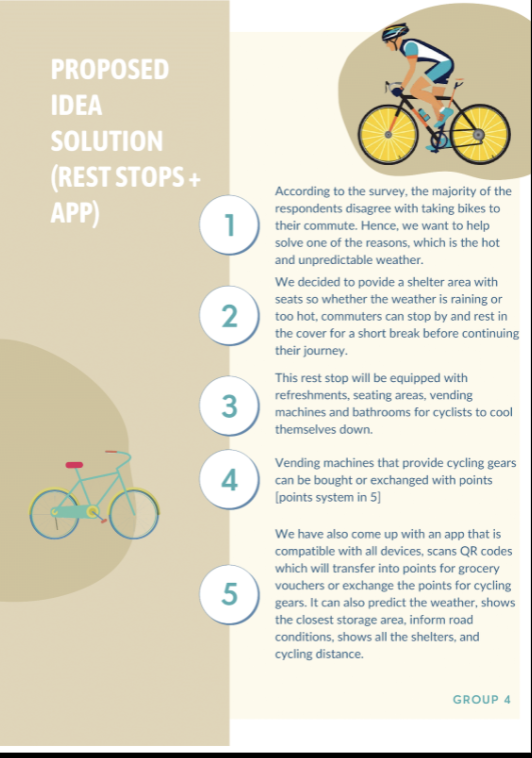 PROPOSED
IDEA
SOLUTION
(REST STOPS +
APP)
1
According to the survey, the majority of the
respondents disagree with taking bikes to
their commute. Hence, we want to help
solve one of the reasons, which is the hot
and unpredictable weather.
2
We decided to povide a shelter area with
seats so whether the weather is raining or
too hot, commuters can stop by and rest in
the cover for a short break before continuing
their journey.
3
This rest stop will be equipped with
refreshments, seating areas, vending
machines and bathrooms for cyclists to cool
themselves down.
4
Vending machines that provide cycling gears
can be bought or exchanged with points
[points system in 5]
5
We have also come up with an app that is
compatible with all devices, scans QR codes
which will transfer into points for grocery
vouchers or exchange the points for cycling
gears. It can also predict the weather, shows
the closest storage area, inform road
conditions, shows all the shelters, and
cycling distance.
GROUP 4